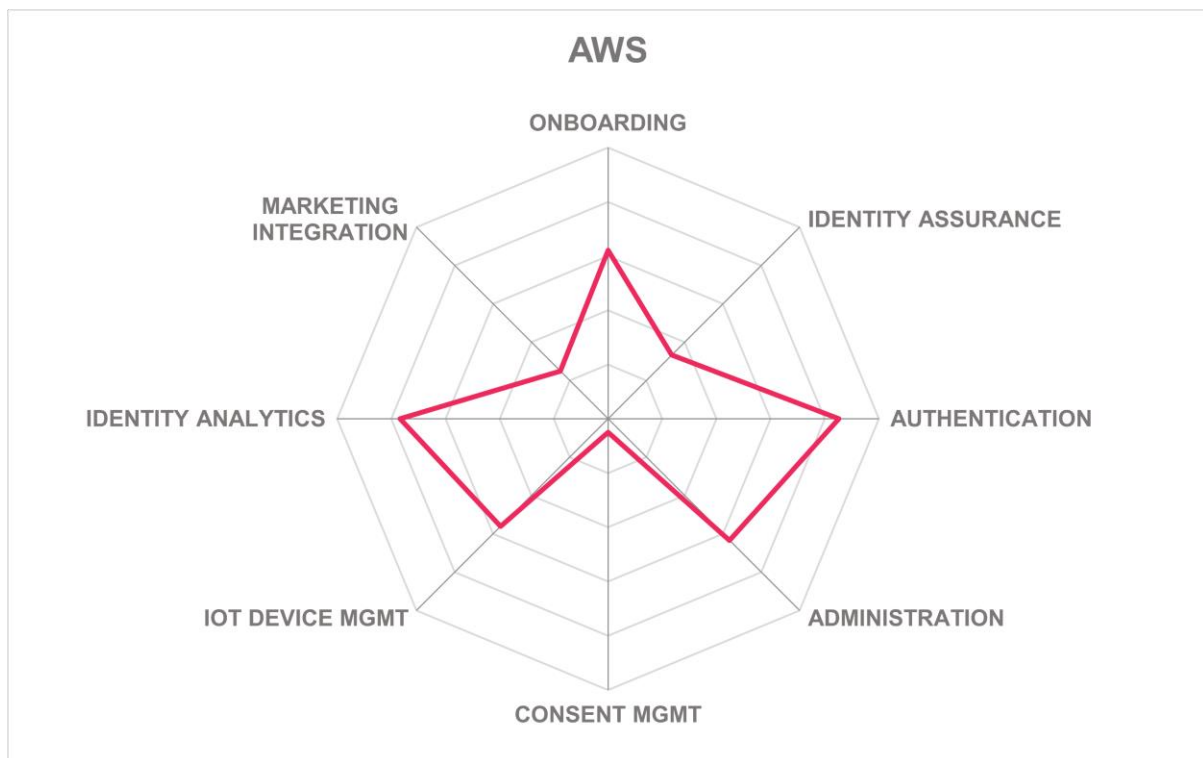 AWS
ONBOARDING
IDENTITY ASSURANCE
AUTHENTICATION
ADMINISTRATION
CONSENT MGMT
IOT DEVICE MGMT
IDENTITY ANALYTICS
MARKETING
INTEGRATION